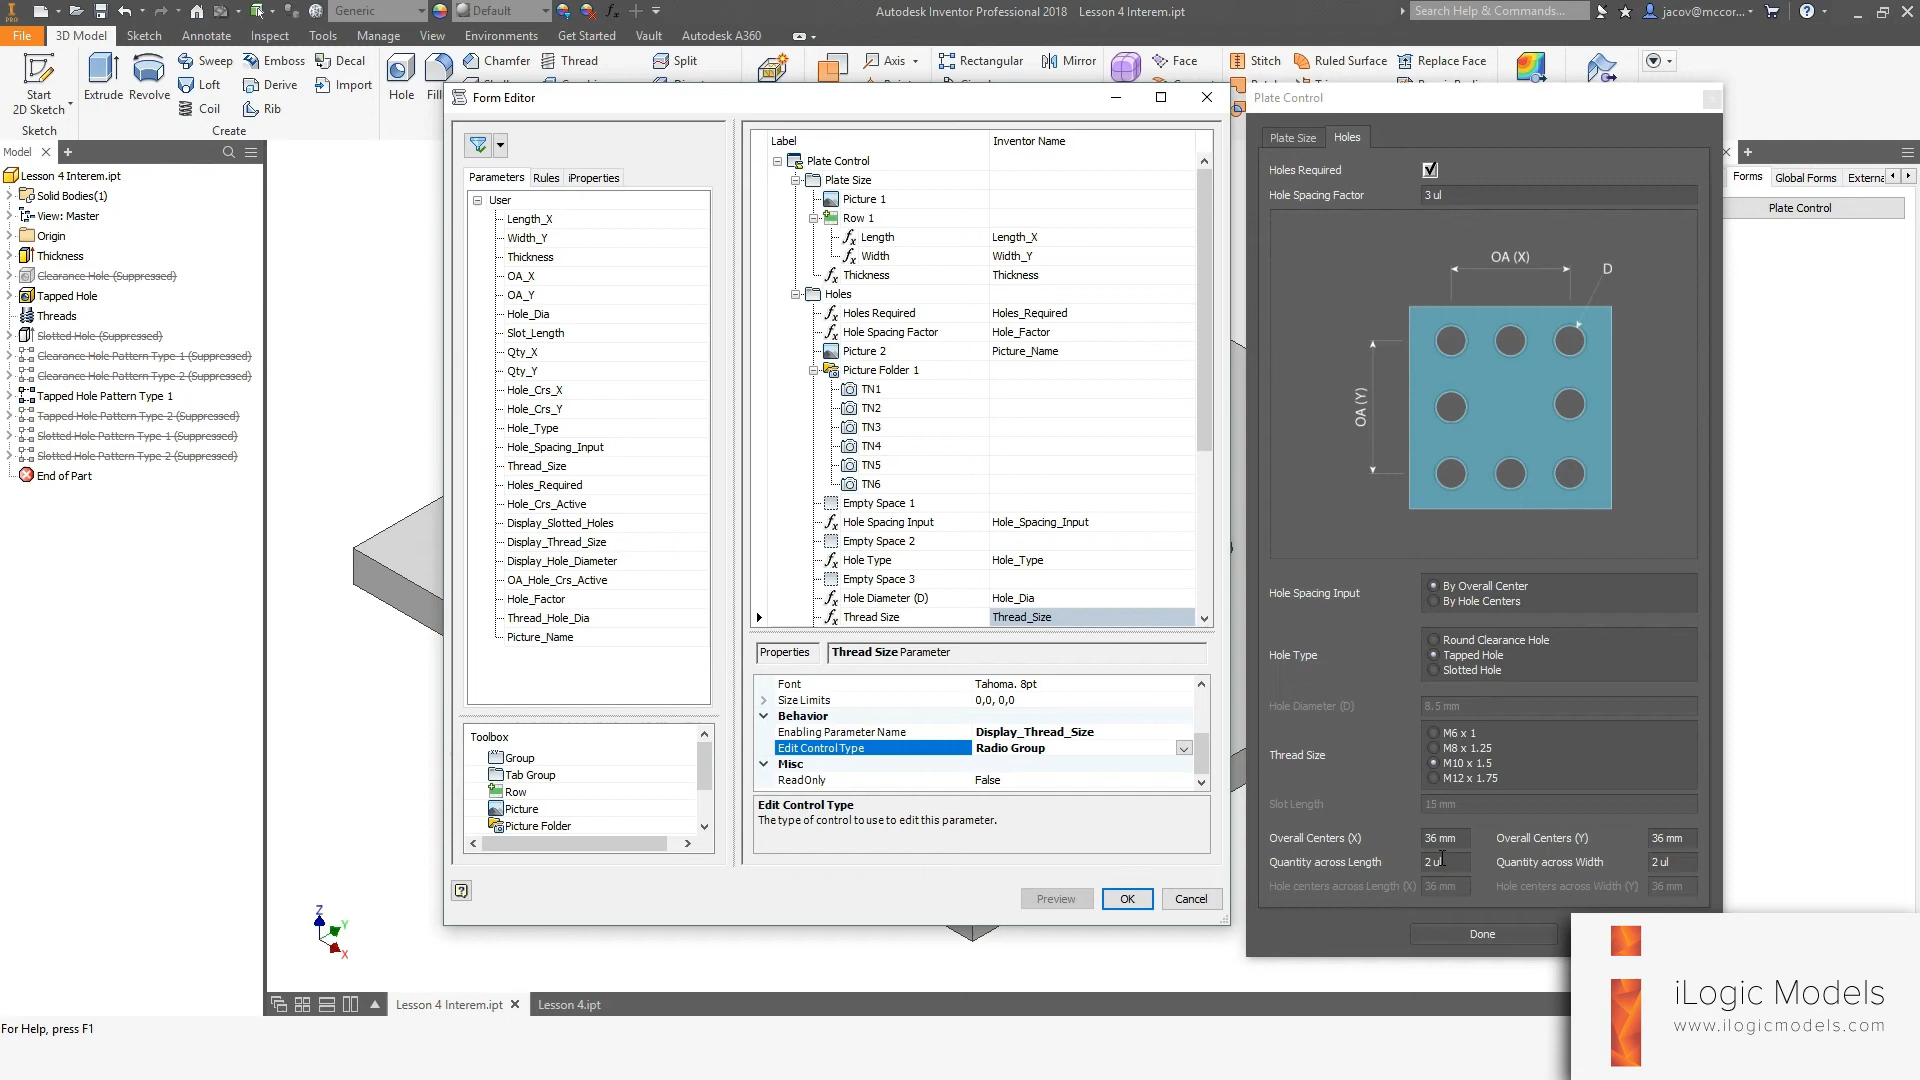 PRO
Generic
Default
Autodesk Inventor Professional 2018   Lesson 4 Interem.ipt
Search Help & Commands...
jacov@mccor...
File
3D Model
Sketch
Annotate
Inspect
Tools
Manage
View
Environments
Get Started
Vault
Autodesk A360
Start
2D Sketch
Sketch
Extrude
Revolve
Sweep
Loft
Coil
Emboss
Derive
Rib
Decal
Import
Create
Hole
Fill
Chamfer
Thread
Split
Axis
Rectangular
Mirror
Face
Stitch
Ruled Surface
Replace Face
Model
Lesson 4 Interem.ipt
Solid Bodies(1)
View: Master
Origin
Thickness
Clearance Hole (Suppressed)
Tapped Hole
Threads
Slotted Hole (Suppressed)
Clearance Hole Pattern Type 1 (Suppressed)
Clearance Hole Pattern Type 2 (Suppressed)
Tapped Hole Pattern Type 1
Tapped Hole Pattern Type 2 (Suppressed)
Slotted Hole Pattern Type 1 (Suppressed)
Slotted Hole Pattern Type 2 (Suppressed)
End of Part
Form Editor
Parameters
Rules
iProperties
User
Length_X
Width_Y
Thickness
OA_X
OA_Y
Hole_Dia
Slot_Length
Qty_X
Qty_Y
Hole_Crs_X
Hole_Crs_Y
Hole_Type
Hole_Spacing_Input
Thread_Size
Holes_Required
Hole_Crs_Active
Display_Slotted_Holes
Display_Thread_Size
Display_Hole_Diameter
OA_Hole_Crs_Active
Hole_Factor
Thread_Hole_Dia
Picture_Name
Toolbox
Group
Tab Group
Row
Picture
Picture Folder
Label   Inventor Name
Plate Control
Plate Size
Picture 1
Row 1
Length   Length_X
Width   Width_Y
Thickness   Thickness
Holes
Holes Required   Holes_Required
Hole Spacing Factor   Hole_Factor
Picture 2   Picture_Name
Picture Folder 1
TN1
TN2
TN3
TN4
TN5
TN6
Empty Space 1
Hole Spacing Input   Hole_Spacing_Input
Empty Space 2
Hole Type   Hole_Type
Empty Space 3
Hole Diameter (D)   Hole_Dia
Thread Size   Thread_Size
Properties   Thread Size Parameter
Font   Tahoma. 8pt
Size Limits   0,0, 0,0
Behavior
Enabling Parameter Name   Display_Thread_Size
Edit Control Type   Radio Group
Misc
ReadOnly   False
Edit Control Type
The type of control to use to edit this parameter.
Preview
OK
Cancel
Plate Control
Plate Size
Holes
Holes Required
Hole Spacing Factor   3 ul
OA (X)
D
OA (Y)
Hole Spacing Input
By Overall Center
By Hole Centers
Hole Type
Round Clearance Hole
Tapped Hole
Slotted Hole
Hole Diameter (D)   8.5 mm
Thread Size
M6 x 1
M8 x 1.25
M10 x 1.5
M12 x 1.75
Slot Length   15 mm
Overall Centers (X)   36 mm   Overall Centers (Y)   36 mm
Quantity across Length   2 ul   Quantity across Width   2 ul
Hole centers across Length (X)   36 mm   Hole centers across Width (Y)   36 mm
Done
Forms
Global Forms
Externa
Plate Control
Z
Y
X
Lesson 4 Interem.ipt
Lesson 4.ipt
For Help, press F1
iLogic Models
www.ilogicmodels.com